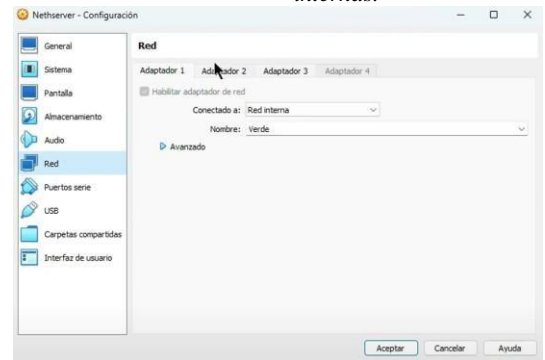 internas.
Nethserver - Configuración
General
Sistema
Pantalla
Almacenamiento
Audio
Red
Puertos serie
USB
Carpetas compartidas
Interfaz de usuario
Red
Adaptador 1 Adaptador 2 Adaptador 3 Adaptador 4
Habilitar adaptador de red
Conectado a: Red interna
Nombre: Verde
Avanzado
Aceptar Cancelar Ayuda